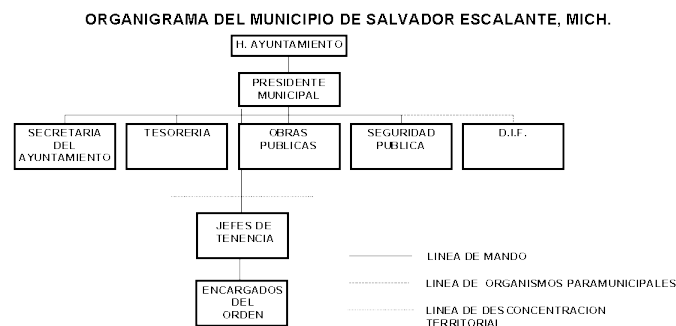 ORGANIGRAMA DEL MUNICIPIO DE SALVADOR ESCALANTE, MICH.
H. AYUNTAMIENTO
PRESIDENTE
MUNICIPAL
SECRETARIA
DEL
AYUNTAMIENTO
TESORERIA
OBRAS
PUBLICAS
SEGURIDAD
PUBLICA
D.I.F.
JEFES DE
TENENCIA
ENCARGADOS
DEL
ORDEN
LINEA DE MANDO
LINEA DE ORGANISMOS PARAMUNICIPALES
LINEA DE DESCONCENTRACION
TERRITORIAL